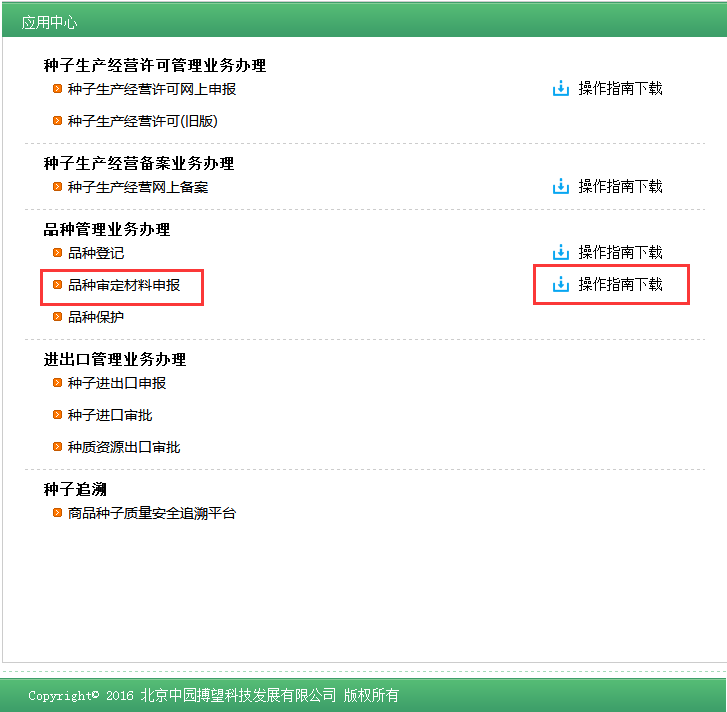 应用中心
种子生产经营许可管理业务办理
种子生产经营许可网上申报 操作指南下载
种子生产经营许可(旧版)
种子生产经营备案业务办理
种子生产经营网上备案 操作指南下载
品种管理业务办理
品种登记 操作指南下载
品种审定材料申报 操作指南下载
品种保护
进出口管理业务办理
种子进出口申报
种子进口审批
种质资源出口审批
种子追溯
商品种子质量安全追溯平台
Copyright© 2016 北京中园搏望科技发展有限公司 版权所有